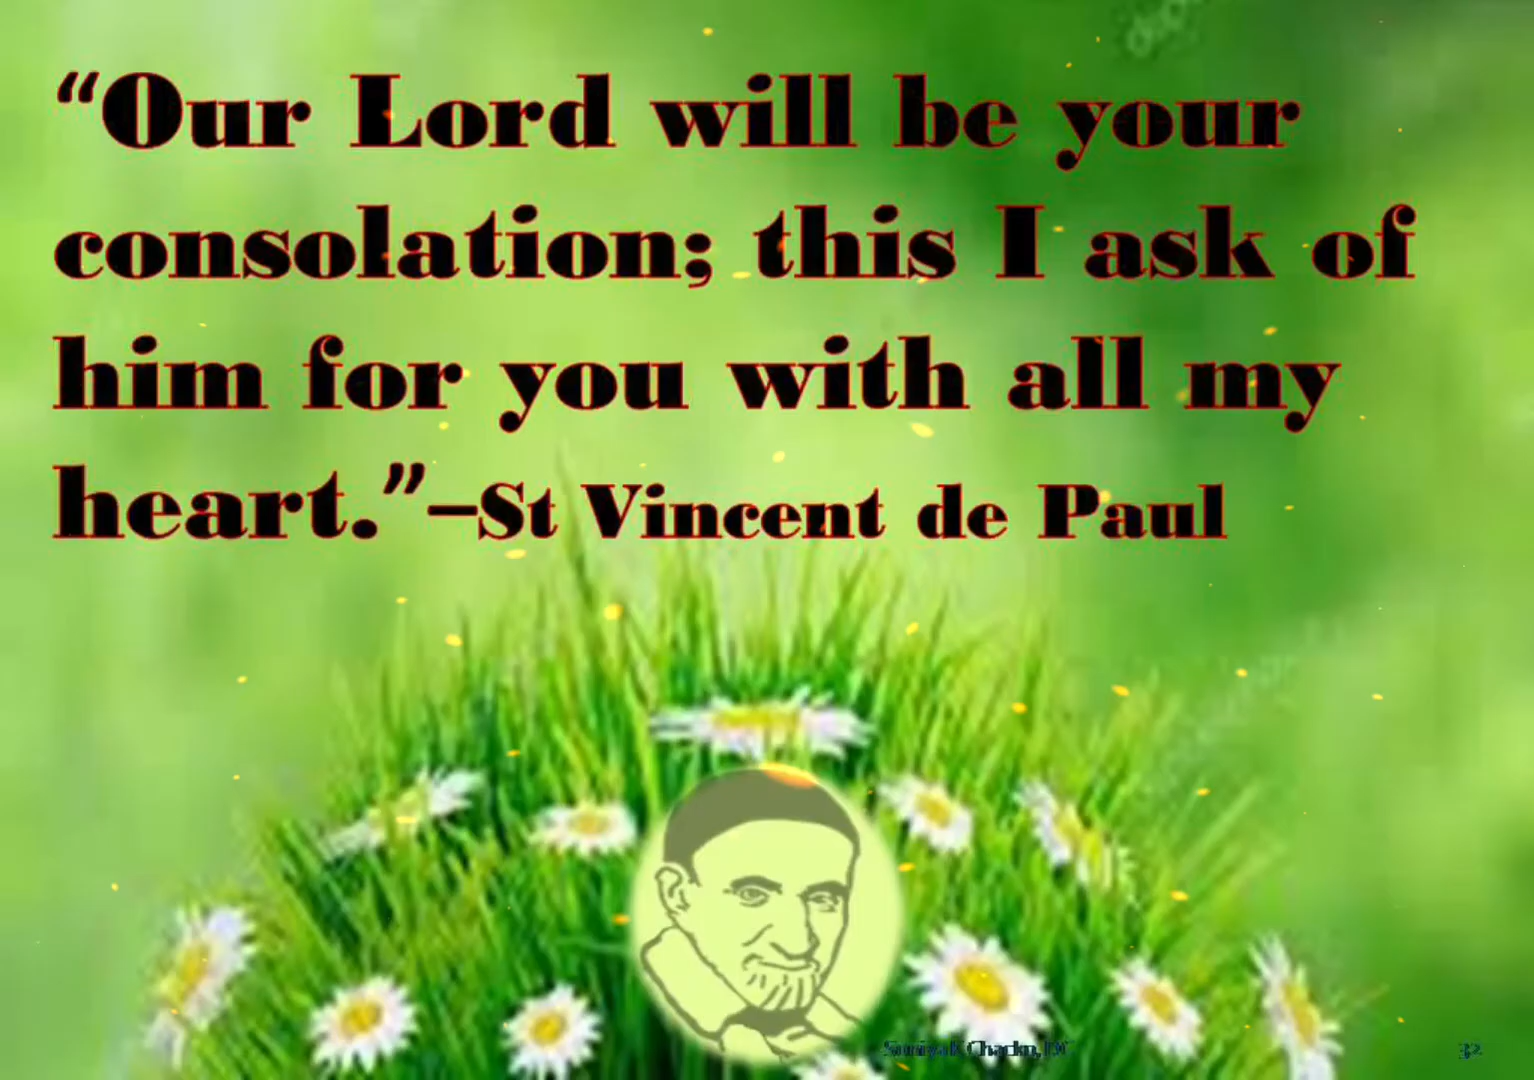 “Our Lord will be your
consolation; this I ask of
him for you with all my
heart.”–St Vincent de Paul
32